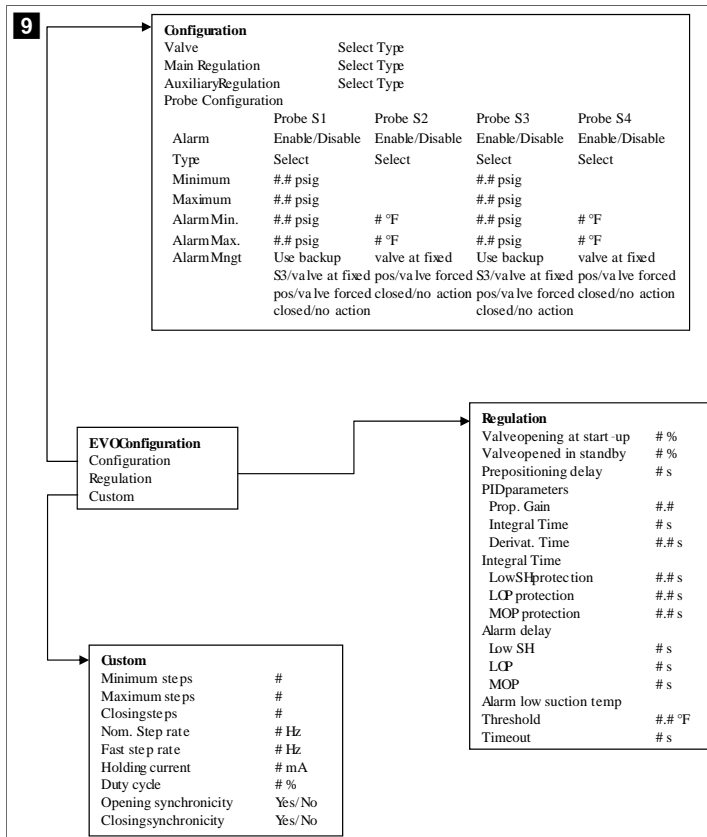 9
Configuration
Valve Select Type
Main Regulation Select Type
AuxiliaryRegulation Select Type
Probe Configuration
Probe S1 Probe S2 Probe S3 Probe S4
Alarm Enable/Disable Enable/Disable Enable/Disable Enable/Disable
Type Select Select Select Select
Minimum #.# psig #.# psig
Maximum #.# psig #.# psig
AlarmMin. #.# psig # °F #.# psig # °F
AlarmMax. #.# psig # °F #.# psig # °F
AlarmMngt Use backup valve at fixed Use backup valve at fixed
S3/valve at fixed pos/valve forced S3/valve at fixed pos/valve forced
pos/valve forced closed/no action pos/valve forced closed/no action
closed/no action closed/no action
EVOConfiguration
Configuration
Regulation
Custom
Regulation
Valveopening at start-up # %
Valveopened in standby # %
Prepositioning delay # s
PIDparameters
Prop. Gain #.#
Integral Time # s
Derivat. Time #.# s
Integral Time
LowSHprotection #.# s
LOP protection #.# s
MOP protection #.# s
Alarm delay
Low SH # s
LOP # s
MOP # s
Alarm low suction temp
Threshold #.# °F
Timeout # s
Custom
Minimum steps #
Maximum steps #
Closingsteps #
Nom. Step rate # Hz
Fast step rate # Hz
Holding current # mA
Duty cycle # %
Opening synchronicity Yes/No
Closingsynchronicity Yes/No